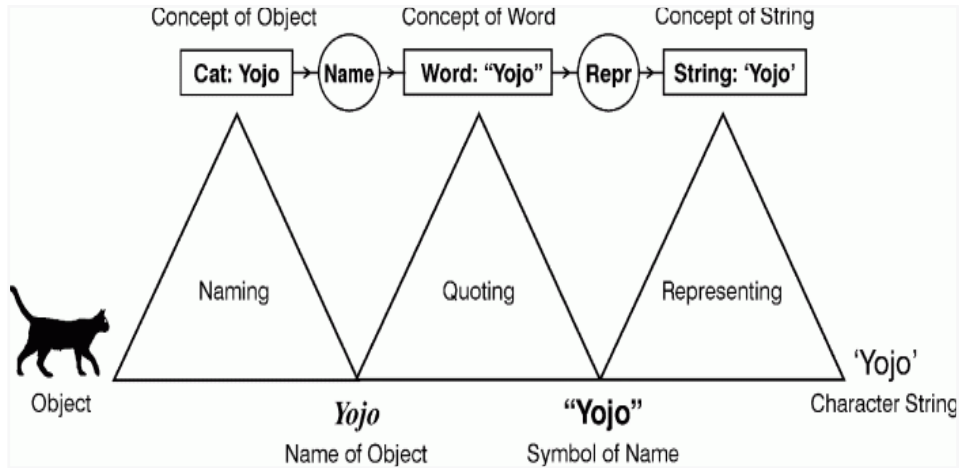 Concept of Object Concept of Word Concept of String
Cat: Yojo Name Word: “Yojo” Repr String: ‘Yojo’
Naming Quoting Representing
‘Yojo’
Object Yojo “Yojo” Character String
Name of Object Symbol of Name